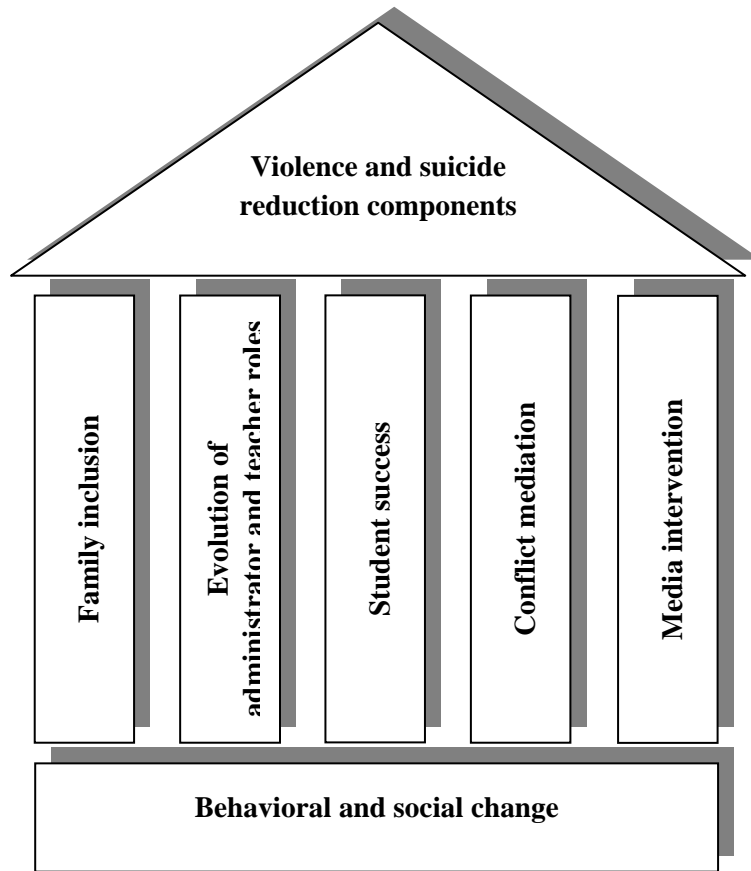 Violence and suicide
reduction components
Family inclusion
Evolution of
administrator and teacher roles
Student success
Conflict mediation
Media intervention
Behavioral and social change